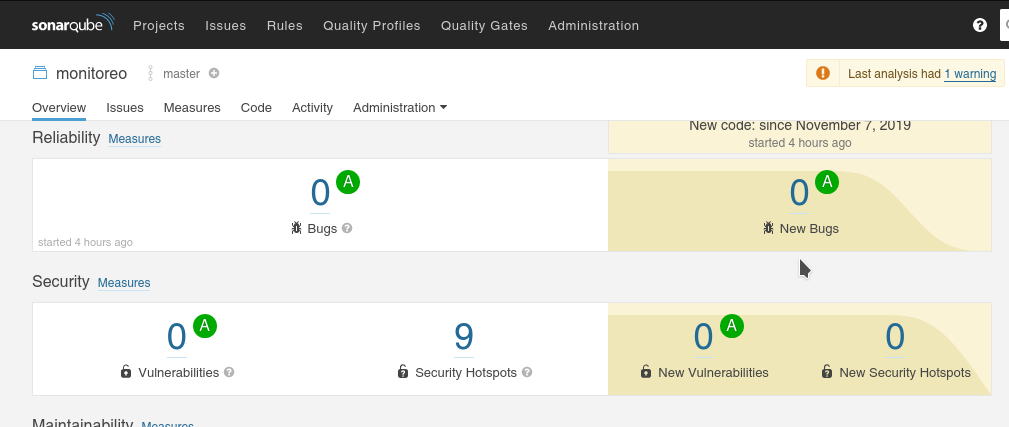 sonarqube Projects Issues Rules Quality Profiles Quality Gates Administration ?
monitoreo master Last analysis had 1 warning
Overview Issues Measures Code Activity Administration
Reliability Measures
New code: since November 7, 2019
started 4 hours ago
0 A 0 A
Bugs ? New Bugs
started 4 hours ago
Security Measures
0 A 9 0 A 0
Vulnerabilities ? Security Hotspots ? New Vulnerabilities New Security Hotspots
Maintainability Measures